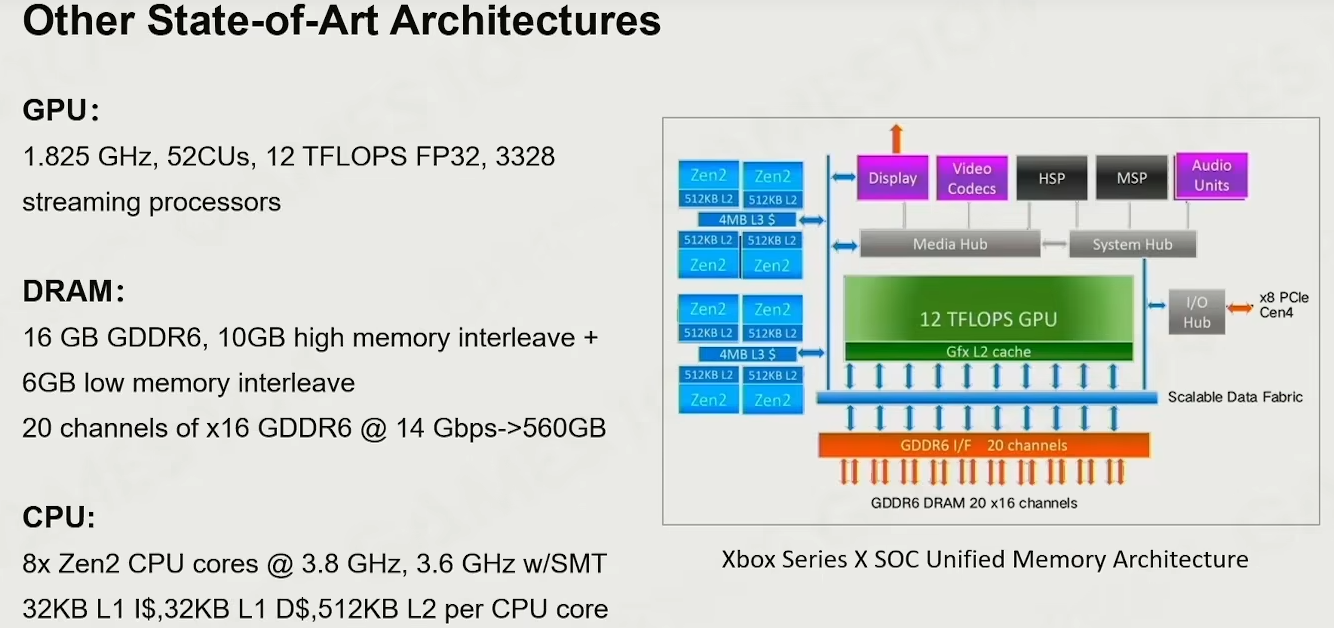 Other State-of-Art Architectures
GPU:
1.825 GHz, 52CUs, 12 TFLOPS FP32, 3328
streaming processors
DRAM:
16 GB GDDR6, 10GB high memory interleave +
6GB low memory interleave
20 channels of x16 GDDR6 @ 14 Gbps->560GB
CPU:
8x Zen2 CPU cores @ 3.8 GHz, 3.6 GHz w/SMT
32KB L1 I$,32KB L1 D$,512KB L2 per CPU core
Zen2 Zen2
512KB L2 512KB L2
4MB L3 $
512KB L2 512KB L2
Zen2 Zen2
Zen2 Zen2
512KB L2 512KB L2
4MB L3 $
512KB L2 512KB L2
Zen2 Zen2
Display
Video
Codecs
HSP
MSP
Audio
Units
Media Hub
System Hub
12 TFLOPS GPU
Gfx L2 cache
I/O
Hub
x8 PCIe
Cen4
Scalable Data Fabric
GDDR6 I/F 20 channels
GDDR6 DRAM 20 x16 channels
Xbox Series X SOC Unified Memory Architecture